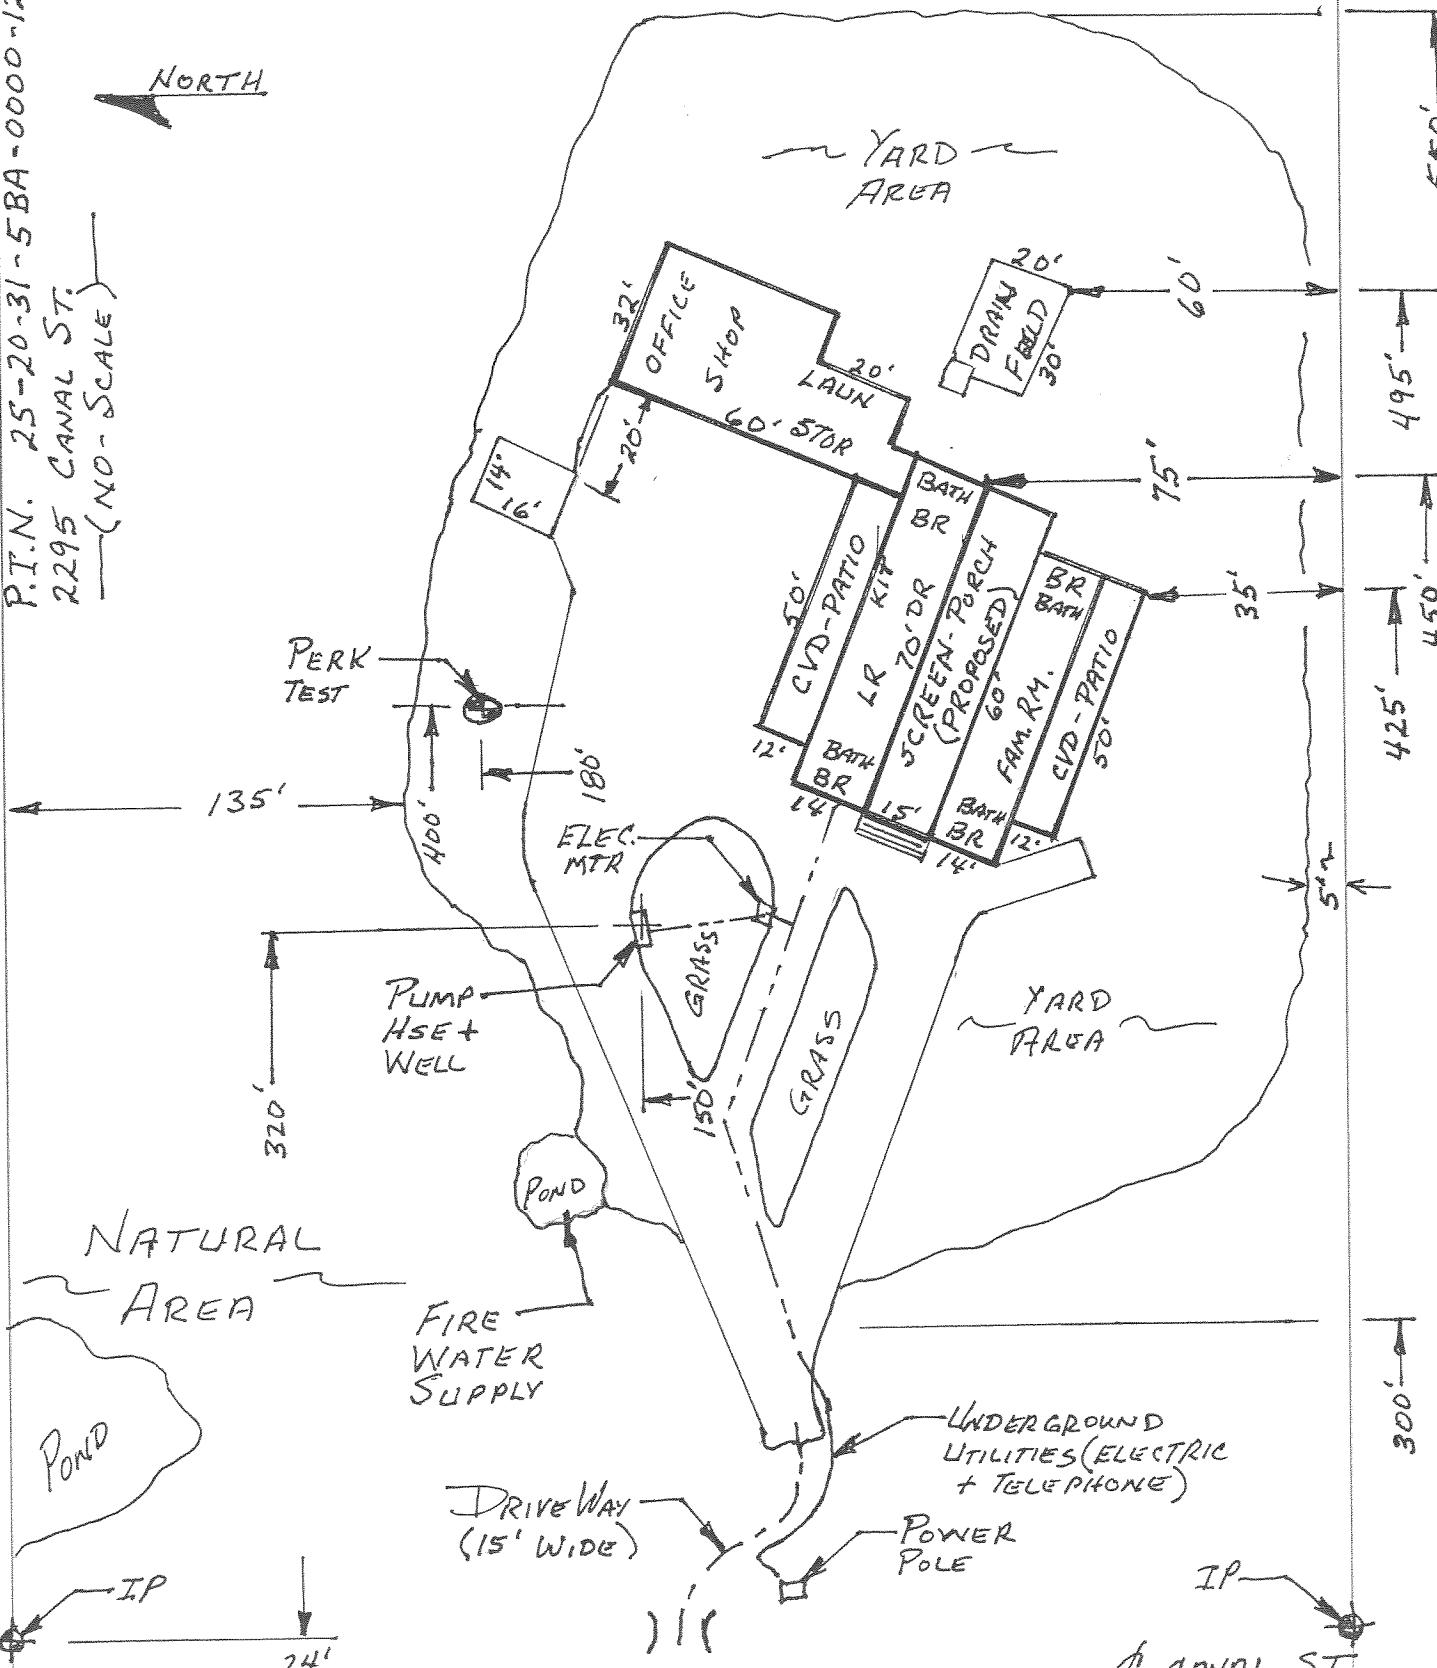 P.I.N. 25-20-31-5BA-0000-12
2295 CANAL ST.
(NO-SCALE)
NORTH
YARD
AREA
32'
OFFICE
SHOP
20'
LAUN
60' STOR
20'
14'
16'
20'
DRAIN
FIELD
30'
60'
495'
75'
450'
35'
425'
BATH
BR
KIT
70' DR
LR
BATH
BR
14'
50'
CVD-PATIO
12'
SCREEN-PORCH
(PROPOSED)
15'
60'
BR
BATH
FAM. RM.
BATH
BR
14'
CVD-PATIO
50'
12'
PERK
TEST
180'
400'
135'
ELEC.
MTR
GRASS
PUMP
HSE +
WELL
150'
320'
GRASS
YARD
AREA
5'
POND
NATURAL
AREA
FIRE
WATER
SUPPLY
POND
300'
UNDERGROUND
UTILITIES (ELECTRIC
+ TELEPHONE)
DRIVEWAY
(15' WIDE)
POWER
POLE
IP
IP
24'
CANAL ST